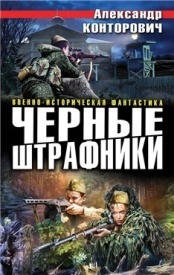 Александр
КОНТОРОВИЧ
ВОЕННО-ИСТОРИЧЕСКАЯ ФАНТАСТИКА
ЧЕРНЫЕ
ШТРАФНИКИ